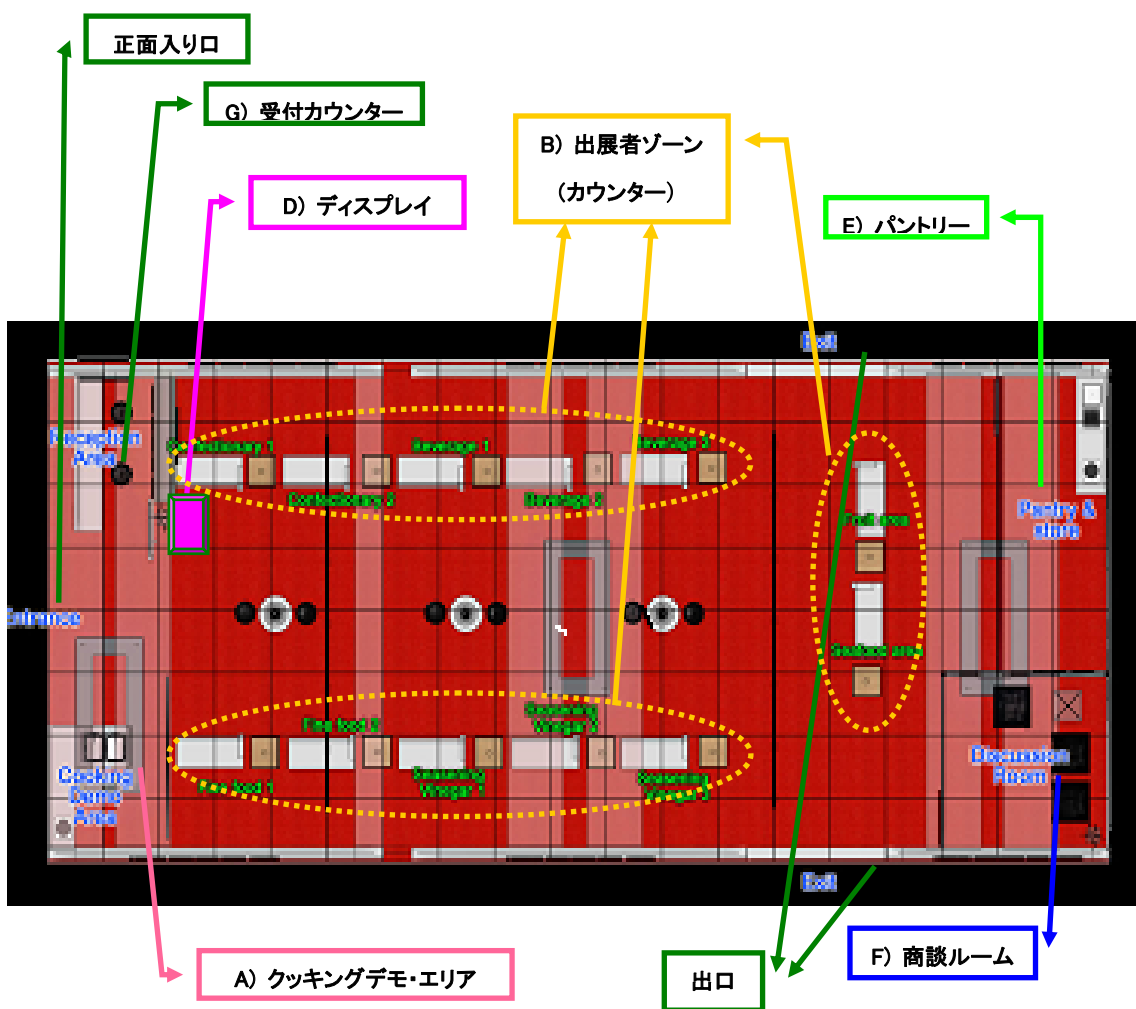 正面入り口
G) 受付カウンター
B) 出展者ゾーン
(カウンター)
D) ディスプレイ
E) パントリー
Exit
Reception
Area
Confectionary 1
Beverage 1
Beverage 3
Confectionary 2
Beverage 2
Pantry &
store
Entrance
Seafood area
Fine food 2
Seasoning
Vinegar
Discussion
Room
Cooking
Demo
Area
Fine food 1
Seasoning
Vinegar 1
Seasoning
Vinegar
Exit
A) クッキングデモ・エリア
出口
F) 商談ルーム